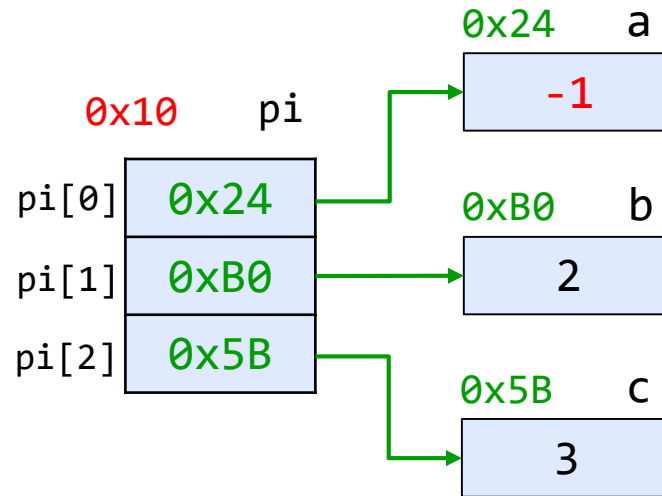 0x24 a
-1
0x10 pi
pi[0] 0x24
0xB0 b
pi[1] 0xB0
2
pi[2] 0x5B
0x5B c
3